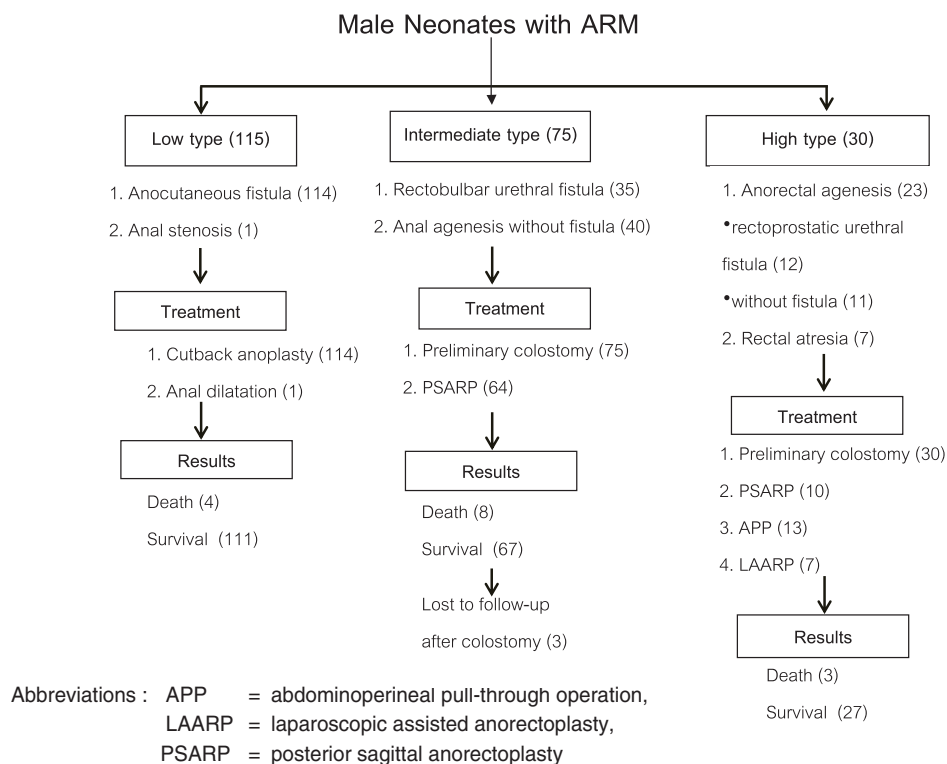 Male Neonates with ARM
Low type (115)
1. Anocutaneous fistula (114)
2. Anal stenosis (1)
Treatment
1. Cutback anoplasty (114)
2. Anal dilatation (1)
Results
Death (4)
Survival (111)
Intermediate type (75)
1. Rectobulbar urethral fistula (35)
2. Anal agenesis without fistula (40)
Treatment
1. Preliminary colostomy (75)
2. PSARP (64)
Results
Death (8)
Survival (67)
Lost to follow-up
after colostomy (3)
High type (30)
1. Anorectal agenesis (23)
•rectoprostatic urethral
fistula (12)
•without fistula (11)
2. Rectal atresia (7)
Treatment
1. Preliminary colostomy (30)
2. PSARP (10)
3. APP (13)
4. LAARP (7)
Results
Death (3)
Survival (27)
Abbreviations : APP = abdominoperineal pull-through operation,
LAARP = laparoscopic assisted anorectoplasty,
PSARP = posterior sagittal anorectoplasty